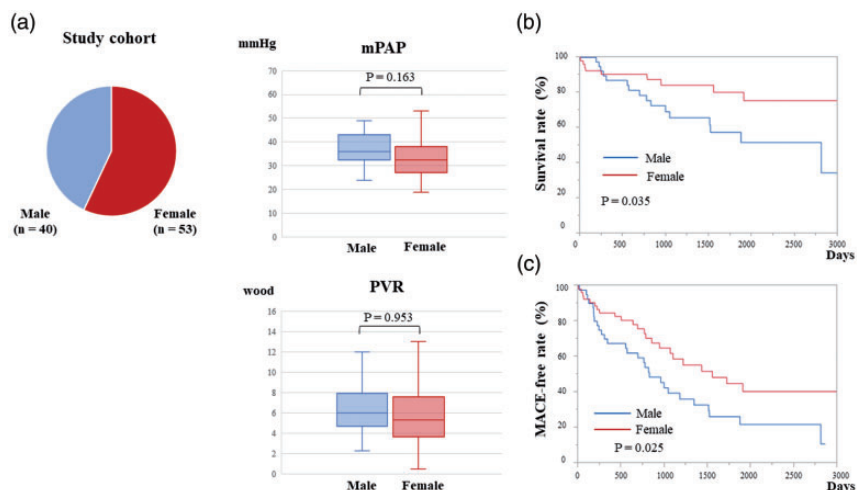 (a)
Study cohort
Male
(n = 40)
Female
(n = 53)
mmHg
mPAP
P = 0.163
70
60
50
40
30
20
10
0
Male
Female
wood
PVR
P = 0.953
16
14
12
10
8
6
4
2
0
Male
Female
(b)
Survival rate (%)
100
80
60
40
20
0
Male
Female
P = 0.035
0
500
1000
1500
2000
2500
3000
Days
(c)
MACE-free rate (%)
100
80
60
40
20
0
Male
Female
P = 0.025
0
500
1000
1500
2000
2500
3000
Days